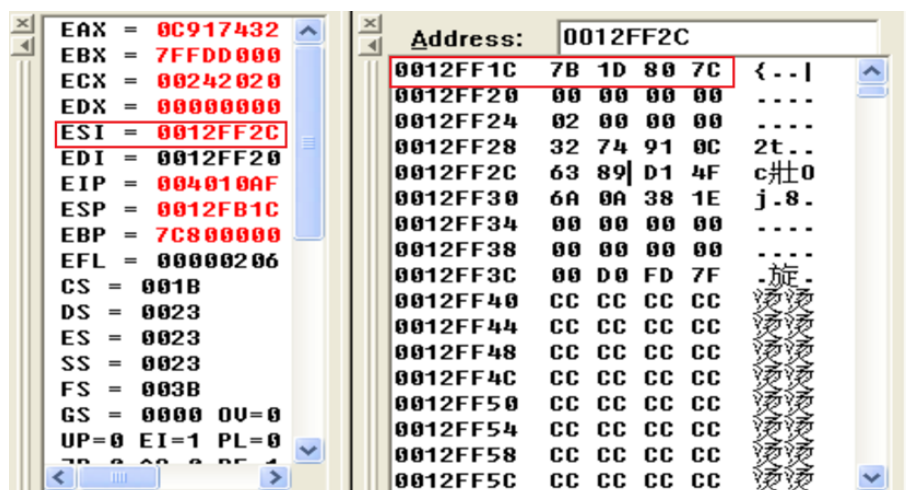 EAX = 0C917432
EBX = 7FFDD000
ECX = 00242020
EDX = 00000000
ESI = 0012FF2C
EDI = 0012FF20
EIP = 004010AF
ESP = 0012FB1C
EBP = 7C800000
EFL = 00000206
CS = 001B
DS = 0023
ES = 0023
SS = 0023
FS = 003B
GS = 0000 OV=0
UP=0 EI=1 PL=0
Address: 0012FF2C
0012FF1C 7B 1D 80 7C {..|
0012FF20 00 00 00 00 ....
0012FF24 02 00 00 00 ....
0012FF28 32 74 91 0C 2t..
0012FF2C 63 89 D1 4F c壯O
0012FF30 6A 0A 38 1E j.8.
0012FF34 00 00 00 00 ....
0012FF38 00 00 00 00 ....
0012FF3C 00 D0 FD 7F .旋.
0012FF40 CC CC CC CC 烫烫
0012FF44 CC CC CC CC 烫烫
0012FF48 CC CC CC CC 烫烫
0012FF4C CC CC CC CC 烫烫
0012FF50 CC CC CC CC 烫烫
0012FF54 CC CC CC CC 烫烫
0012FF58 CC CC CC CC 烫烫
0012FF5C CC CC CC CC 烫烫